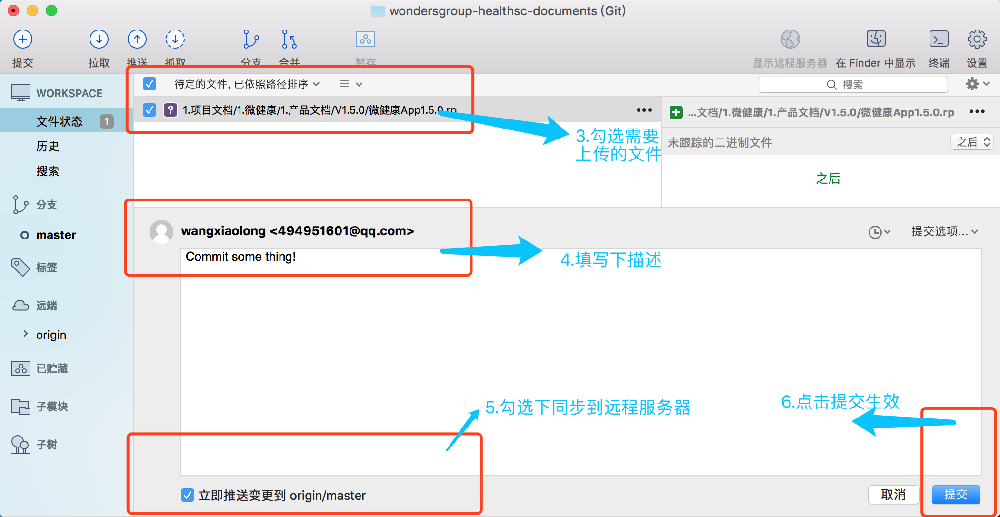 wondersgroup-healthsc-documents (Git)
提交
拉取
推送
抓取
分支
合并
暂存
显示远程服务器
在 Finder 中显示
终端
设置
WORKSPACE
文件状态
1
历史
搜索
分支
master
标签
远端
origin
已贮藏
子模块
子树
待定的文件, 已依照路径排序
搜索
1.项目文档/1.微健康/1.产品文档/V1.5.0/微健康App1.5.0.rp
...文档/1.微健康/1.产品文档/V1.5.0/微健康App1.5.0.rp
3.勾选需要
上传的文件
未跟踪的二进制文件
之后
之后
wangxiaolong <494951601@qq.com>
提交选项...
Commit some thing!
4.填写下描述
5.勾选下同步到远程服务器
6.点击提交生效
立即推送变更到 origin/master
取消
提交